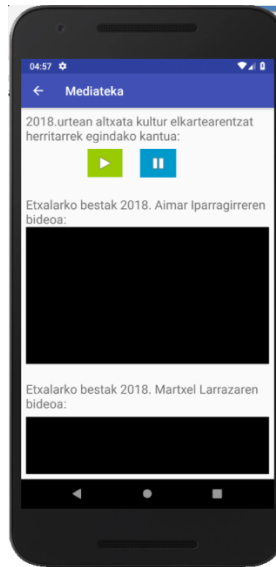 04:57
Mediateka
2018.urtean altxata kultur elkartearentzat
herritarrek egindako kantua:
Etxalarko bestak 2018. Aimar Iparragirreren
bideoa:
Etxalarko bestak 2018. Martxel Larrazaren
bideoa: